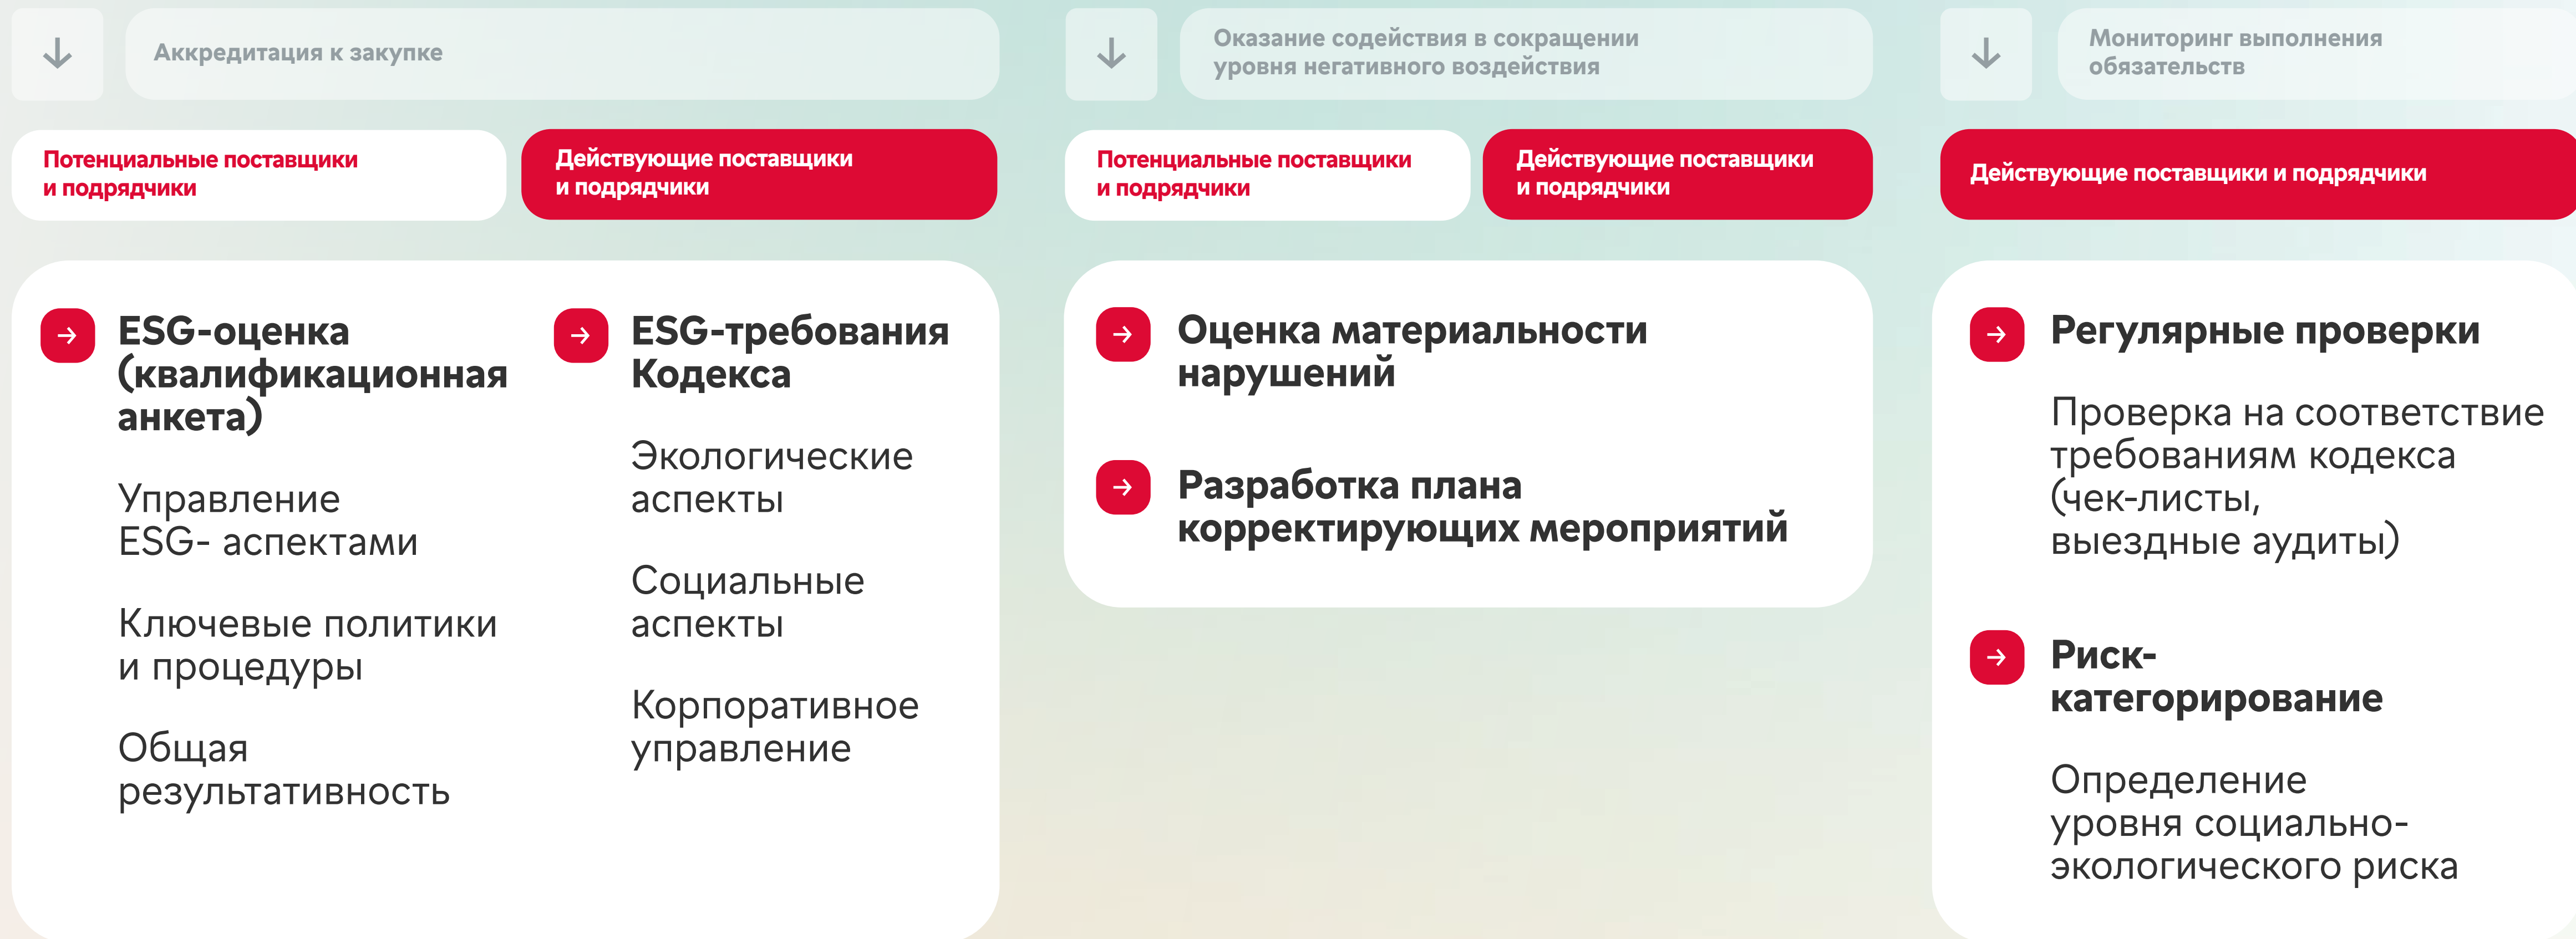 Аккредитация к закупке
Потенциальные поставщики
и подрядчики
Действующие поставщики
и подрядчики
ESG-оценка
(квалификационная
анкета)
Управление
ESG- аспектами
Ключевые политики
и процедуры
Общая
результативность
ESG-требования
Кодекса
Экологические
аспекты
Социальные
аспекты
Корпоративное
управление
Оказание содействия в сокращении
уровня негативного воздействия
Потенциальные поставщики
и подрядчики
Действующие поставщики
и подрядчики
Оценка материальности
нарушений
Разработка плана
корректирующих мероприятий
Мониторинг выполнения
обязательств
Действующие поставщики и подрядчики
Регулярные проверки
Проверка на соответствие
требованиям кодекса
(чек-листы,
выездные аудиты)
Риск-
категорирование
Определение
уровня социально-
экологического риска